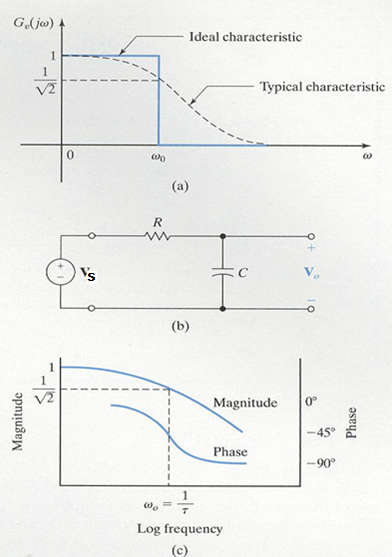 Gᵥ(jω)
Ideal characteristic
1
1/√2
Typical characteristic
0
ω₀
ω
(a)
R
+
−
Vs
C
+
Vₒ
−
(b)
1
1/√2
Magnitude
Magnitude
Phase
0°
−45°
−90°
Phase
ωₒ = 1/τ
Log frequency
(c)